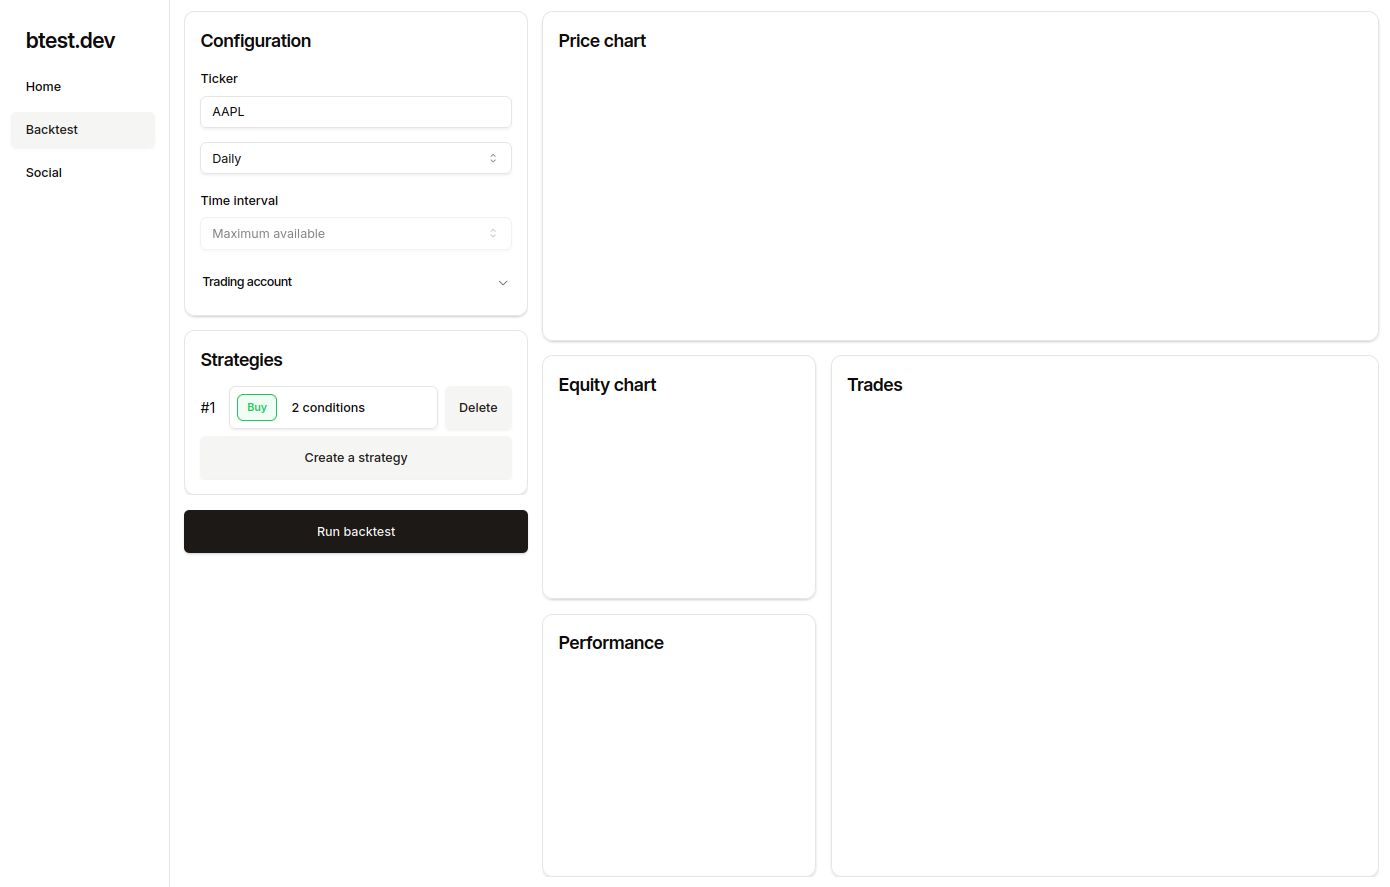 btest.dev
Home
Backtest
Social
Configuration
Ticker
AAPL
Daily
Time interval
Maximum available
Trading account
Strategies
#1 Buy 2 conditions Delete
Create a strategy
Run backtest
Price chart
Equity chart
Trades
Performance